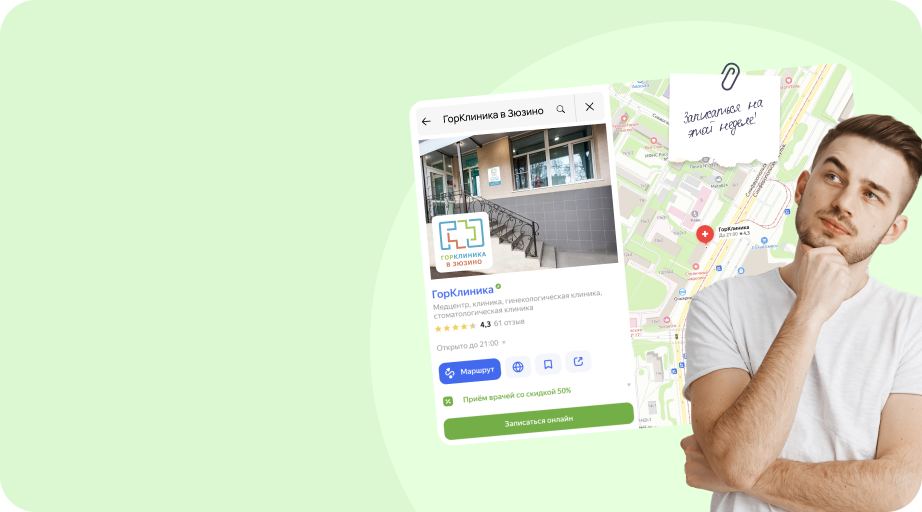 ГорКлиника в Зюзино
ГОРКЛИНИКА
В ЗЮЗИНО
ГорКлиника
Медцентр, клиника, гинекологическая клиника,
стоматологическая клиника
4,3 61 отзыв
Открыто до 21:00
Маршрут
Приём врачей со скидкой 50%
Записаться онлайн
Записаться на
этой неделе!
ГорКлиника
До 21:00 ★4,3